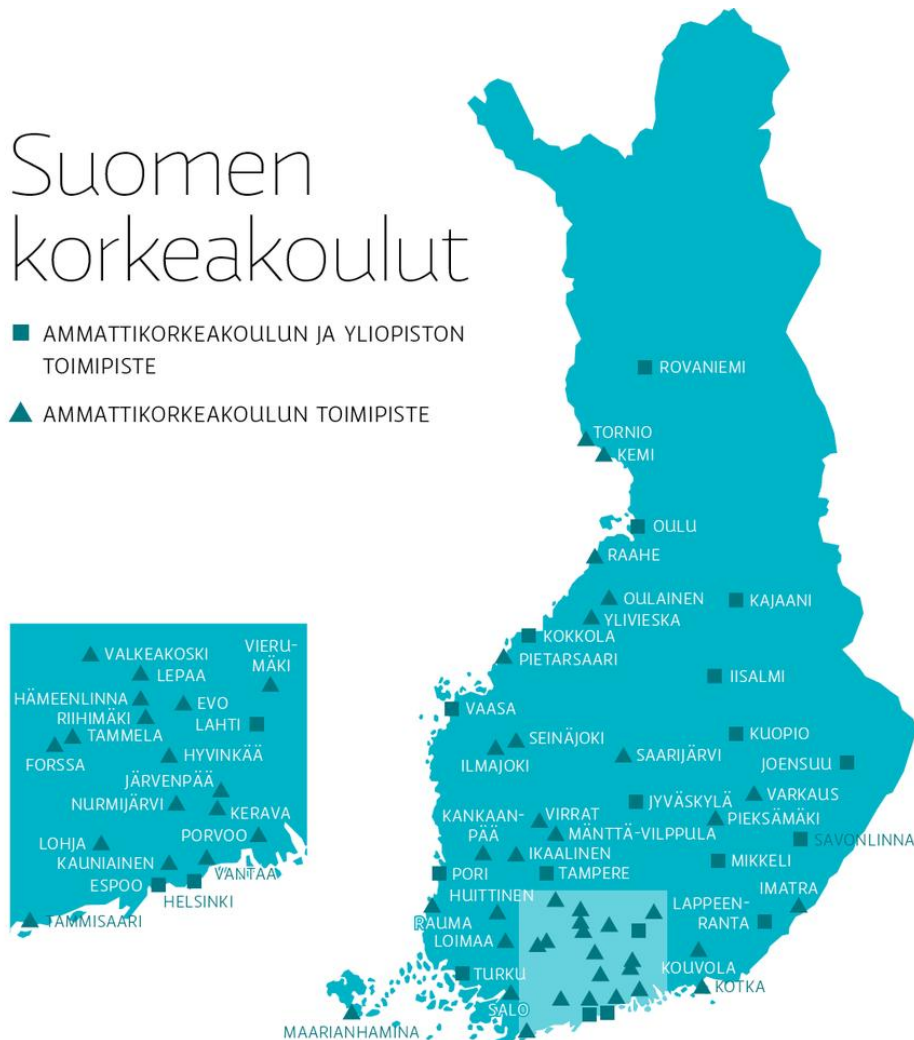 Suomen
korkeakoulut
AMMATTIKORKEAKOULUN JA YLIOPISTON
TOIMIPISTE
AMMATTIKORKEAKOULUN TOIMIPISTE
ROVANIEMI
TORNIO
KEMI
OULU
RAAHE
OULAINEN
KAJAANI
YLIVIESKA
KOKKOLA
PIETARSAARI
IISALMI
VAASA
SEINÄJOKI
KUOPIO
ILMAJOKI
SAARIJÄRVI
JOENSUU
JYVÄSKYLÄ
VARKAUS
KANKAAN-
PÄÄ
VIRRAT
PIEKSÄMÄKI
MÄNTTÄ-VILPPULA
SAVONLINNA
IKAALINEN
MIKKELI
PORI
TAMPERE
IMATRA
HUITTINEN
LAPPEEN-
RANTA
RAUMA
LOIMAA
KOUVOLA
TURKU
KOTKA
SALO
MAARIANHAMINA
VALKEAKOSKI
VIERU-
MÄKI
LEPAA
HÄMEENLINNA
EVO
RIIHIMÄKI
LAHTI
TAMMELA
FORSSA
HYVINKÄÄ
JÄRVENPÄÄ
NURMIJÄRVI
KERAVA
LOHJA
PORVOO
KAUNIAINEN
VANTAA
ESPOO
HELSINKI
TAMMISAARI